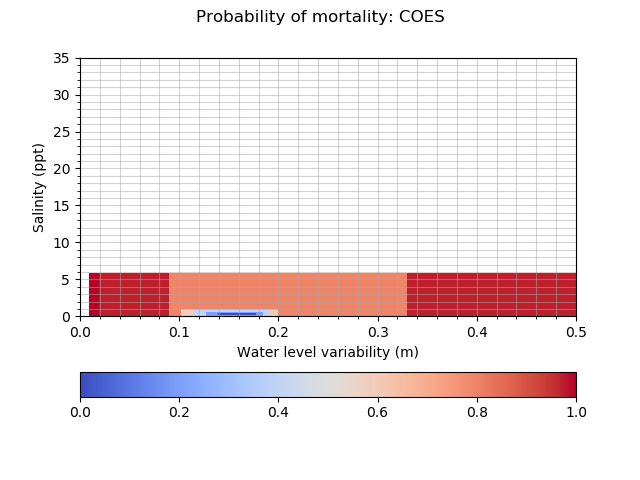 Probability of mortality: COES
35
30
25
20
15
10
5
0
Salinity (ppt)
0.0 0.1 0.2 0.3 0.4 0.5
Water level variability (m)
0.0 0.2 0.4 0.6 0.8 1.0